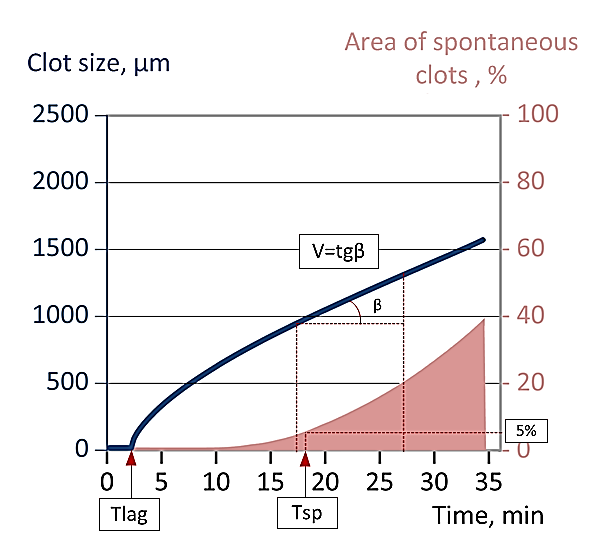 Area of spontaneous
clots , %
Clot size, µm
2500
2000
1500
1000
500
0
100
80
60
40
20
0
V=tgβ
β
5%
0 5 10 15 20 25 30 35
Tlag
Tsp
Time, min